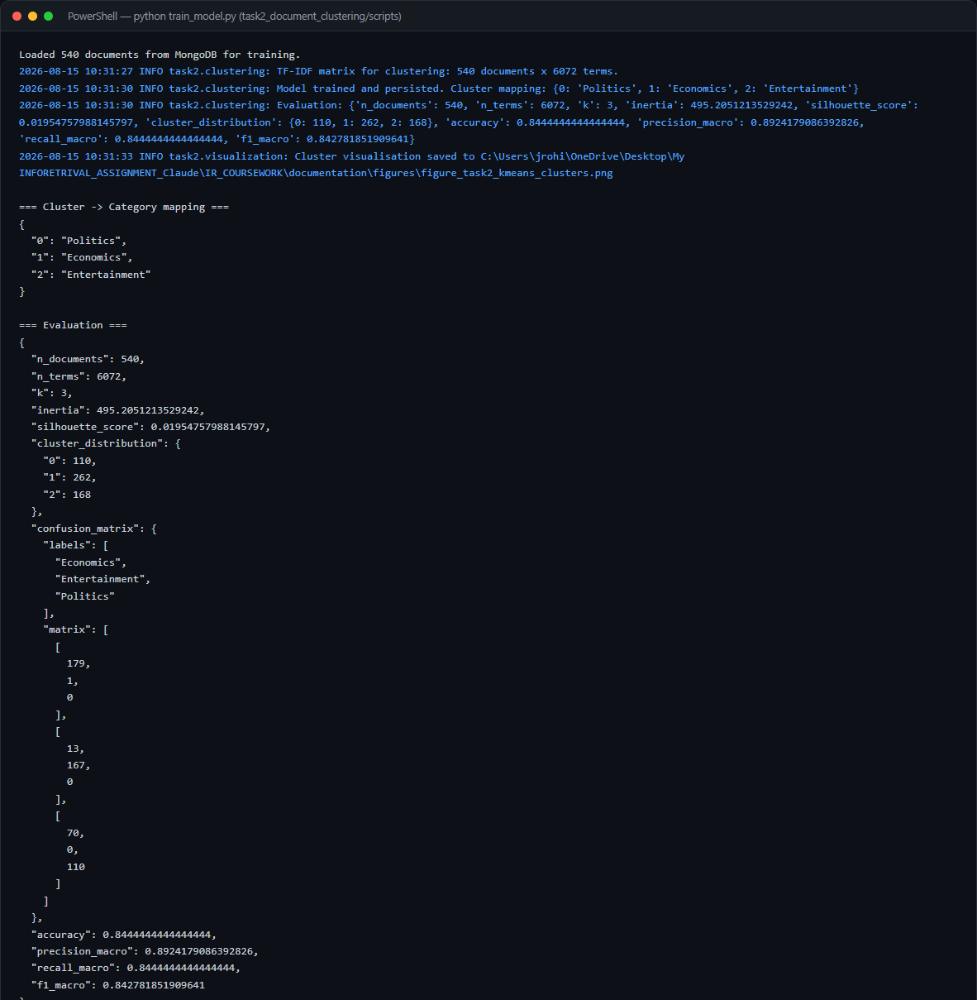 PowerShell — python train_model.py (task2_document_clustering/scripts)
Loaded 540 documents from MongoDB for training.
2026-08-15 10:31:27 INFO task2.clustering: TF-IDF matrix for clustering: 540 documents x 6072 terms.
2026-08-15 10:31:30 INFO task2.clustering: Model trained and persisted. Cluster mapping: {0: 'Politics', 1: 'Economics', 2: 'Entertainment'}
2026-08-15 10:31:30 INFO task2.clustering: Evaluation: {'n_documents': 540, 'n_terms': 6072, 'k': 3, 'inertia': 495.2051213529242, 'silhouette_score':
0.01954757988145797, 'cluster_distribution': {0: 110, 1: 262, 2: 168}, 'accuracy': 0.8444444444444444, 'precision_macro': 0.8924179086392826,
'recall_macro': 0.8444444444444444, 'f1_macro': 0.842781851909641}
2026-08-15 10:31:33 INFO task2.visualization: Cluster visualisation saved to C:\Users\jrohi\OneDrive\Desktop\My
INFORETRIVAL_ASSIGNMENT_Claude\IR_COURSEWORK\documentation\figures\figure_task2_kmeans_clusters.png
=== Cluster -> Category mapping ===
{
  "0": "Politics",
  "1": "Economics",
  "2": "Entertainment"
}
=== Evaluation ===
{
  "n_documents": 540,
  "n_terms": 6072,
  "k": 3,
  "inertia": 495.2051213529242,
  "silhouette_score": 0.01954757988145797,
  "cluster_distribution": {
    "0": 110,
    "1": 262,
    "2": 168
  },
  "confusion_matrix": {
    "labels": [
      "Economics",
      "Entertainment",
      "Politics"
    ],
    "matrix": [
      [
        179,
        1,
        0
      ],
      [
        13,
        167,
        0
      ],
      [
        70,
        0,
        110
      ]
    ]
  },
  "accuracy": 0.8444444444444444,
  "precision_macro": 0.8924179086392826,
  "recall_macro": 0.8444444444444444,
  "f1_macro": 0.842781851909641
}